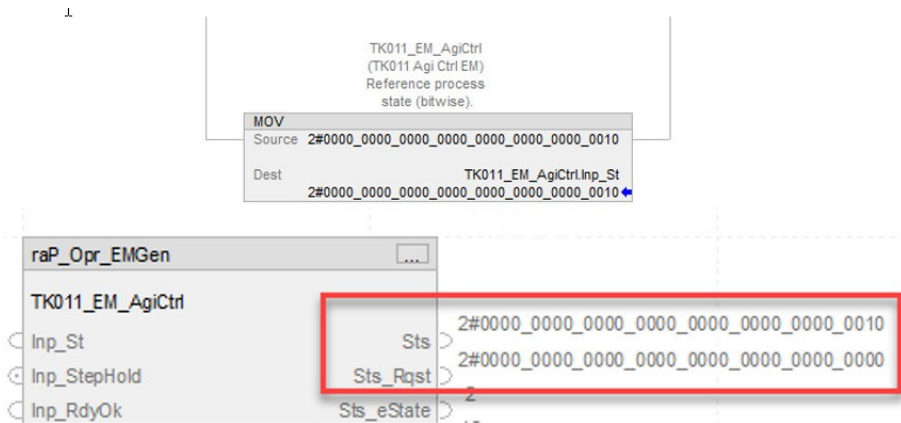 TK011_EM_AgiCtrl
(TK011 Agi Ctrl EM)
Reference process
state (bitwise).
MOV
Source 2#0000_0000_0000_0000_0000_0000_0000_0010
Dest TK011_EM_AgiCtrl.Inp_St
2#0000_0000_0000_0000_0000_0000_0000_0010
raP_Opr_EMGen ...
TK011_EM_AgiCtrl
Inp_St Sts 2#0000_0000_0000_0000_0000_0000_0000_0010
Inp_StepHold Sts_Rqst 2#0000_0000_0000_0000_0000_0000_0000_0000
Inp_RdyOk Sts_eState 2